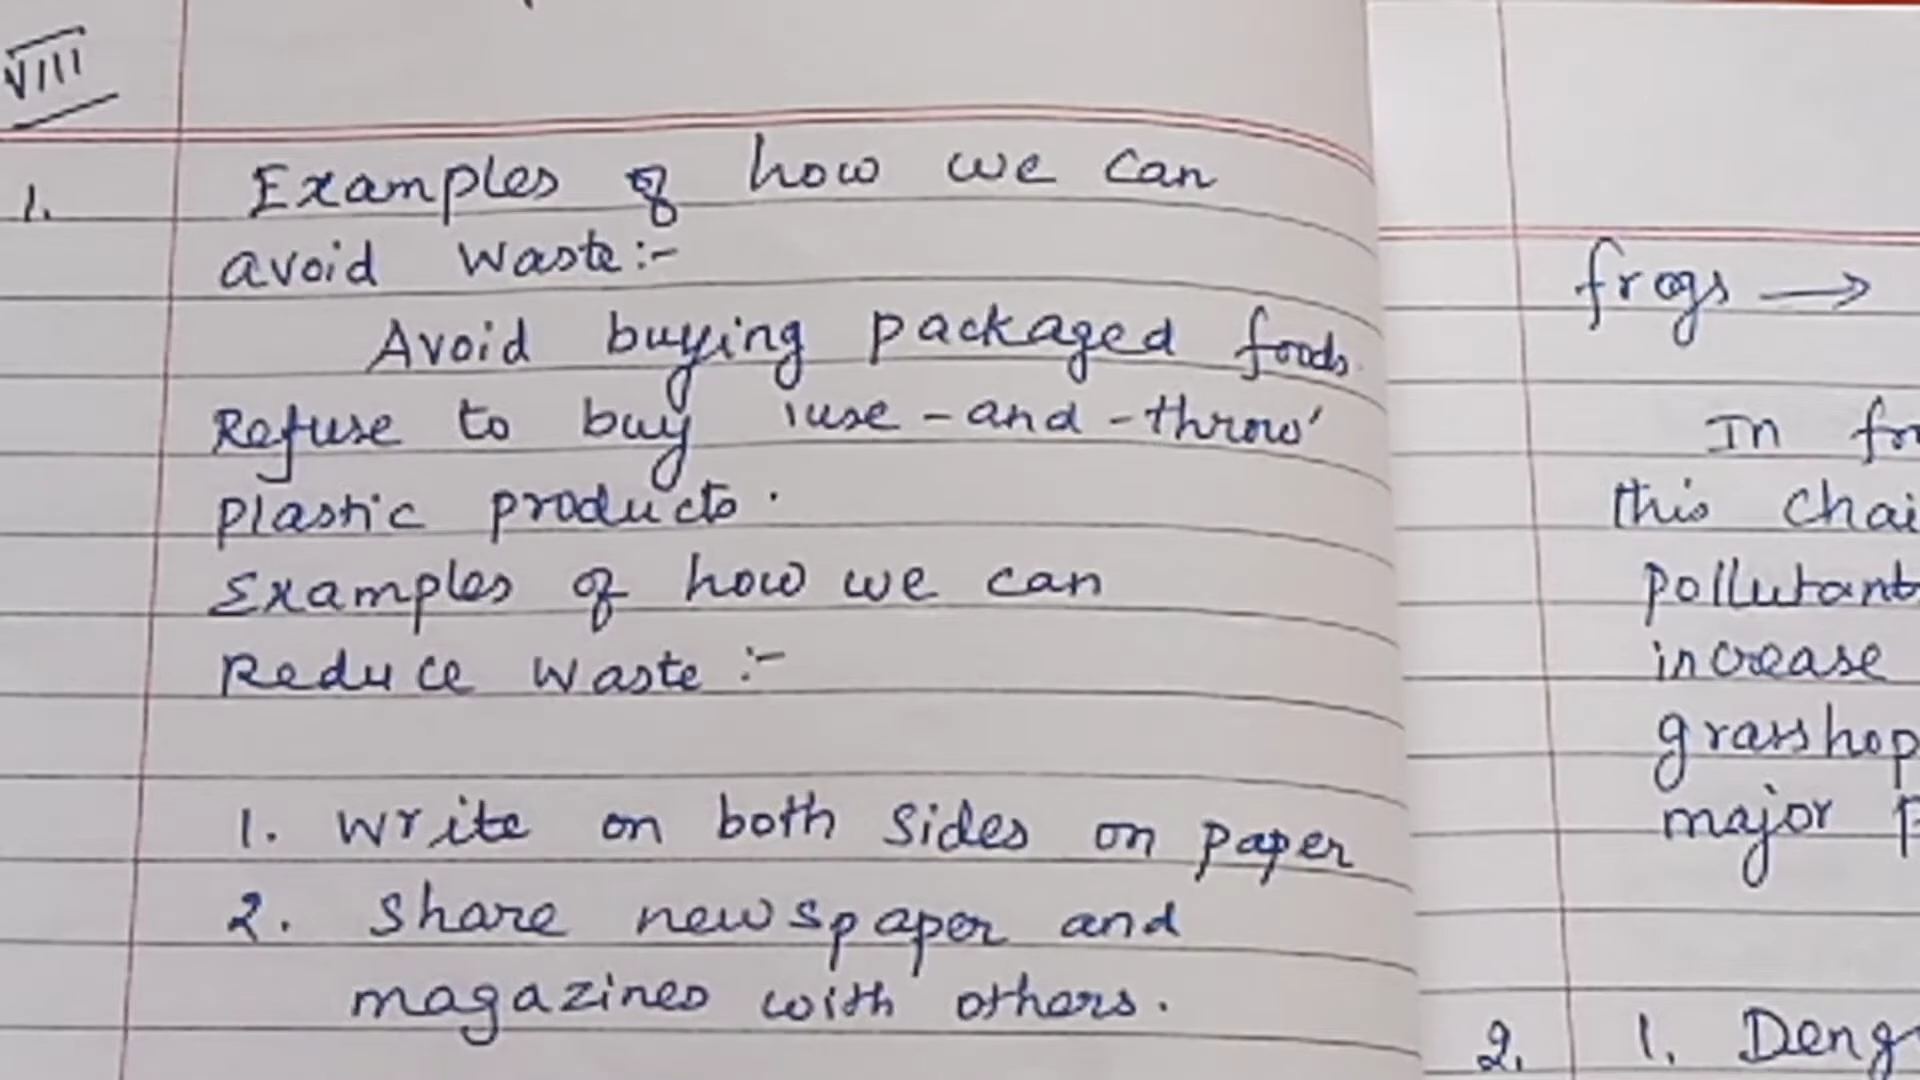 VIII
1. Examples of how we can
avoid waste:-
Avoid buying packaged foods.
Refuse to buy 'use-and-throw'
plastic products.
Examples of how we can
Reduce waste :-
1. Write on both sides on paper
2. Share newspaper and
magazines with others.
frogs →
In
this
pollutant
increase
major
2. 1.